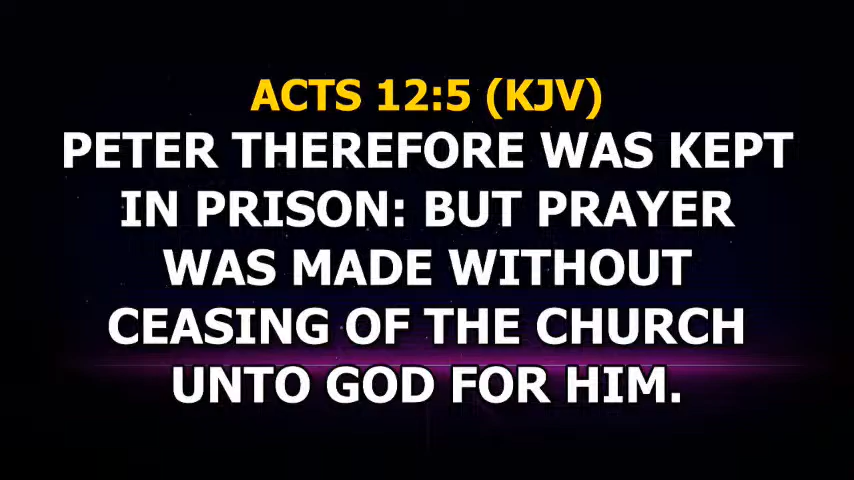 ACTS 12:5 (KJV)
PETER THEREFORE WAS KEPT
IN PRISON: BUT PRAYER
WAS MADE WITHOUT
CEASING OF THE CHURCH
UNTO GOD FOR HIM.